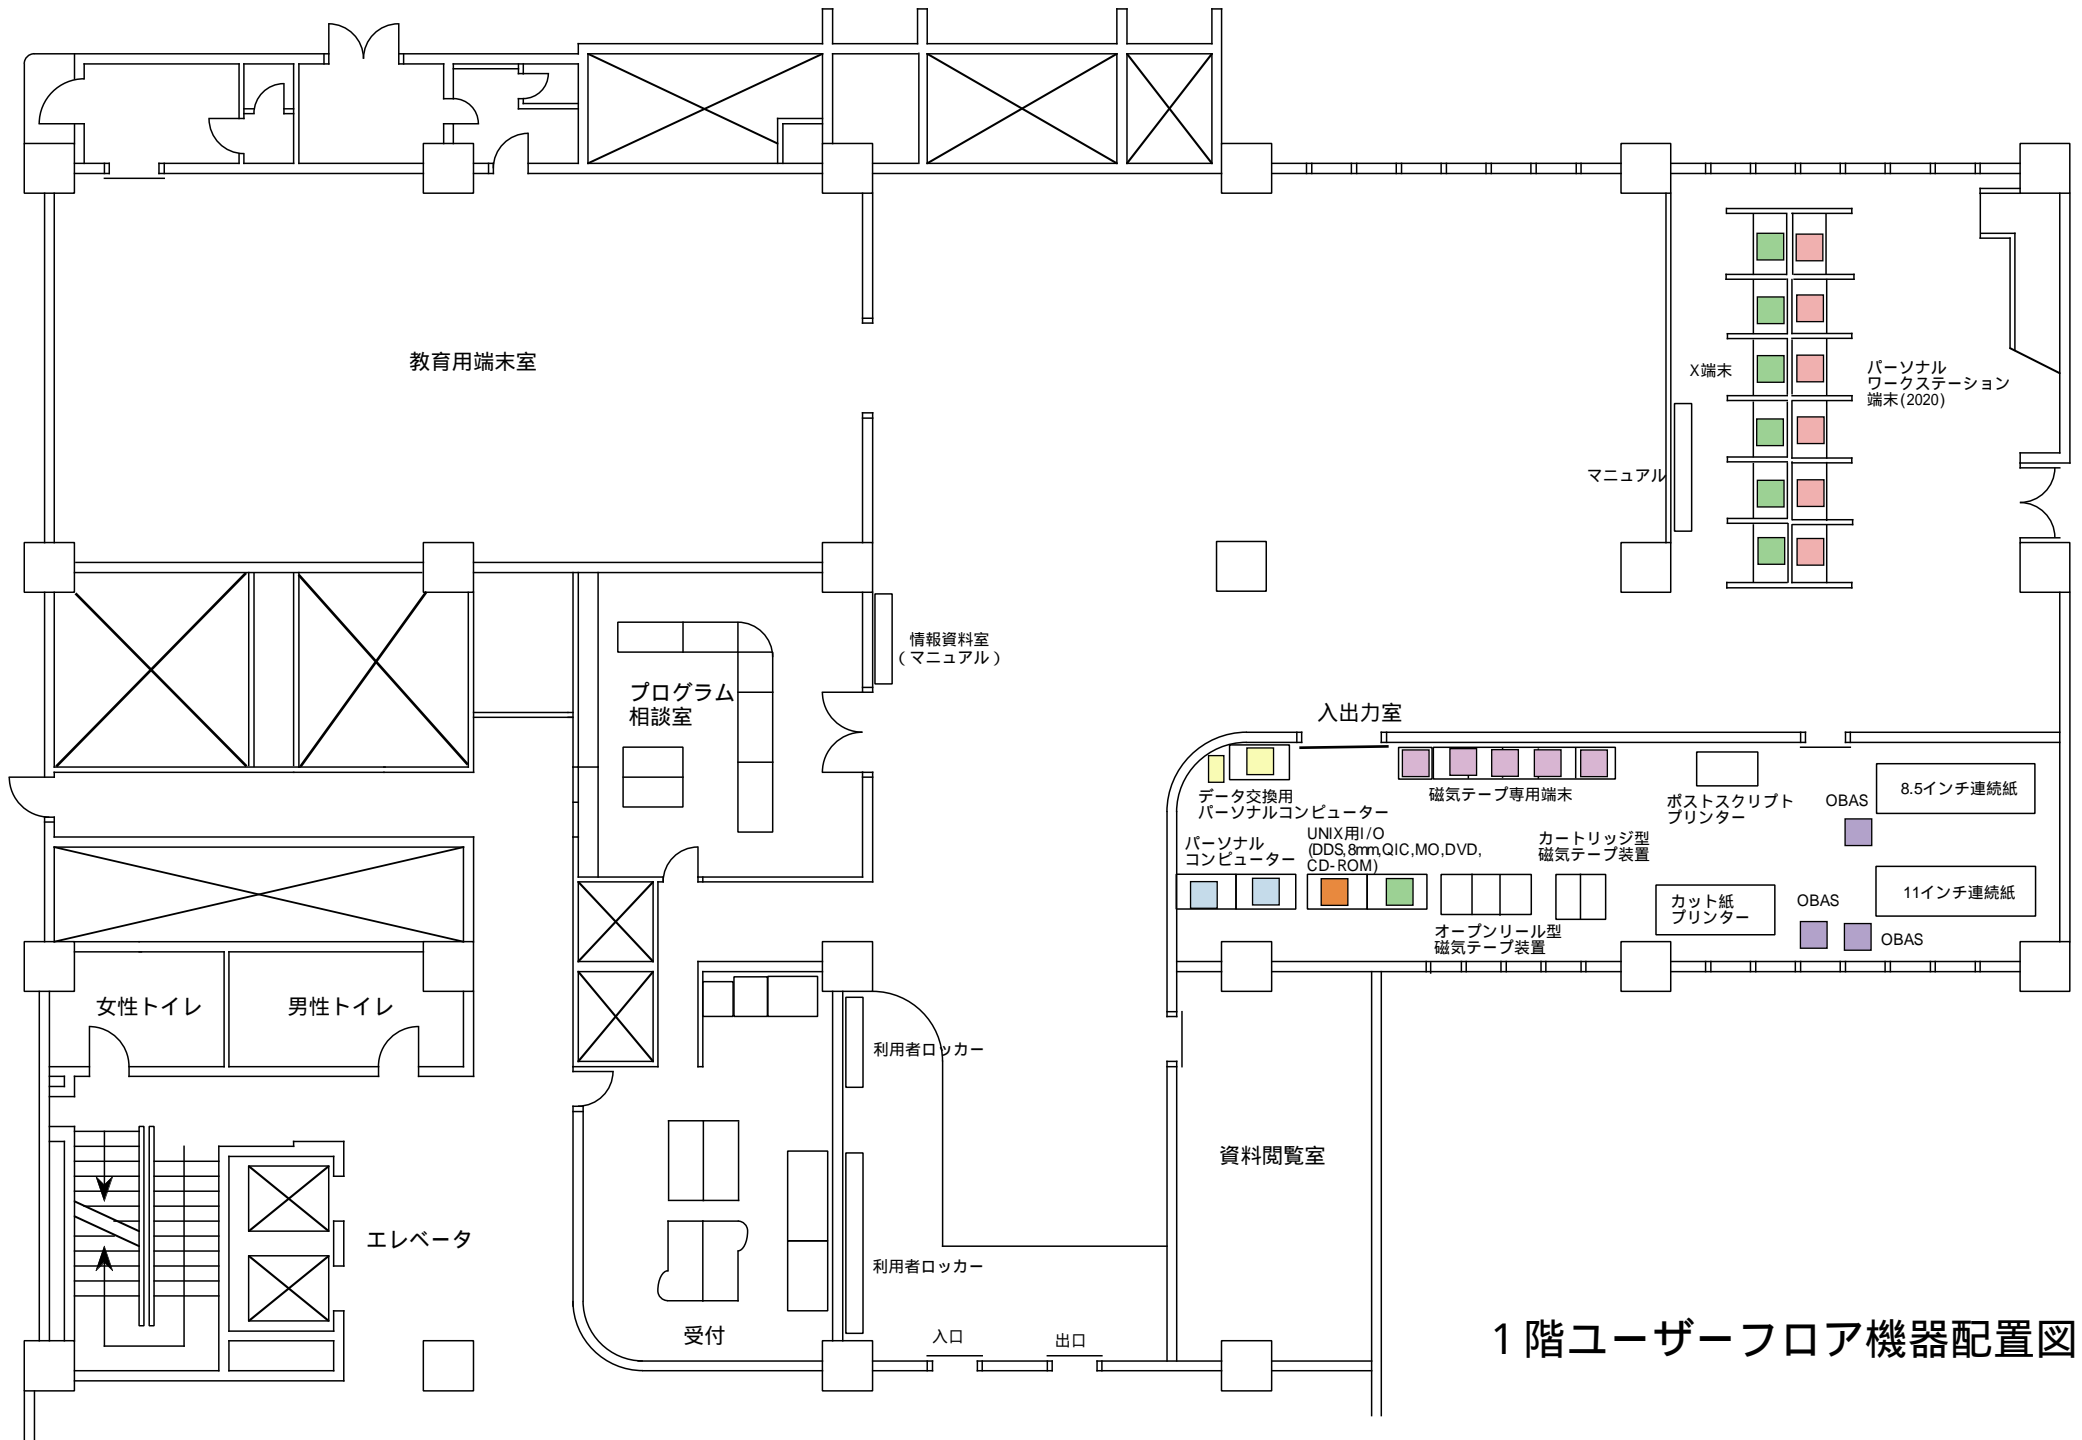 教育用端末室
X端末
パーソナル
ワークステーション
端末(2020)
マニュアル
情報資料室
(マニュアル)
プログラム
相談室
入出力室
データ交換用
パーソナルコンピューター
磁気テープ専用端末
ポストスクリプト
プリンター
OBAS
8.5インチ連続紙
パーソナル
コンピューター
UNIX用I/O
(DDS,8mm,QIC,MO,DVD,
CD-ROM)
カートリッジ型
磁気テープ装置
オープンリール型
磁気テープ装置
カット紙
プリンター
OBAS
11インチ連続紙
OBAS
女性トイレ
男性トイレ
利用者ロッカー
資料閲覧室
エレベータ
利用者ロッカー
受付
入口
出口
1階ユーザーフロア機器配置図